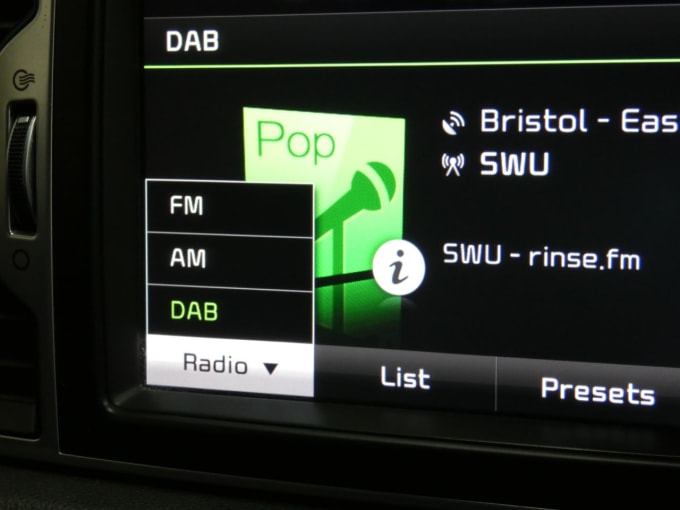 DAB
Pop
Bristol - Eas
SWU
SWU - rinse.fm
FM
AM
DAB
Radio ▼
List
Presets